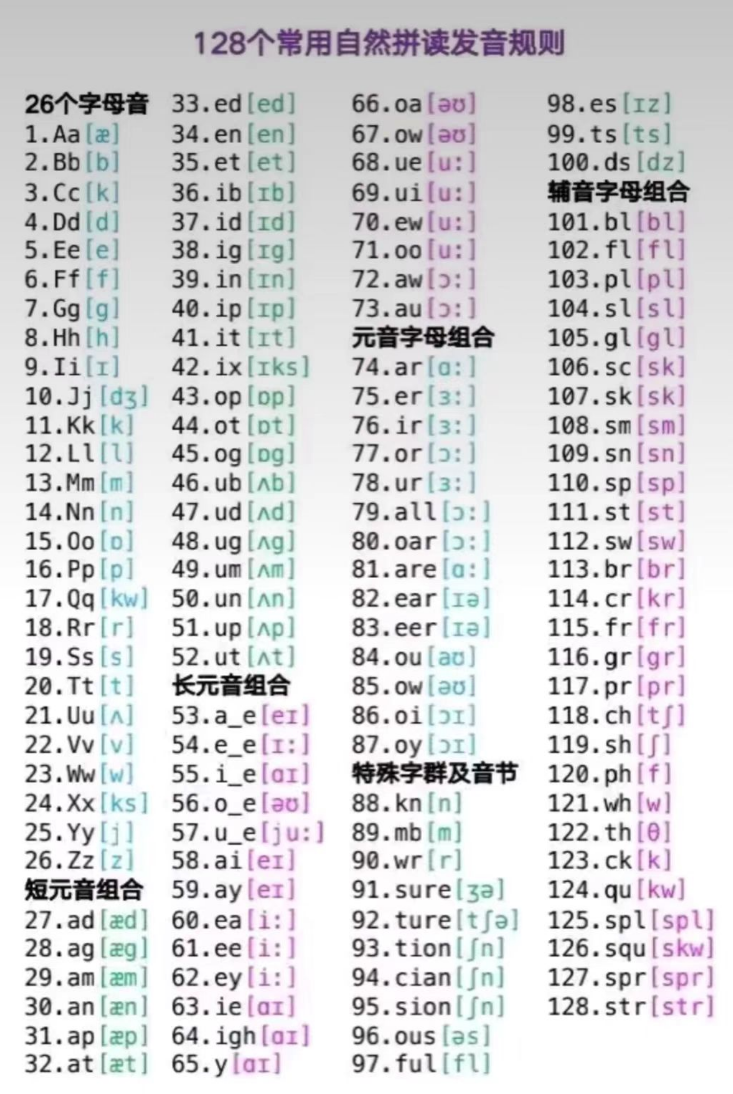 128个常用自然拼读发音规则
26个字母音
1.Aa[æ]
2.Bb[b]
3.Cc[k]
4.Dd[d]
5.Ee[e]
6.Ff[f]
7.Gg[g]
8.Hh[h]
9.Ii[ɪ]
10.Jj[dʒ]
11.Kk[k]
12.Ll[l]
13.Mm[m]
14.Nn[n]
15.Oo[ɒ]
16.Pp[p]
17.Qq[kw]
18.Rr[r]
19.Ss[s]
20.Tt[t]
21.Uu[ʌ]
22.Vv[v]
23.Ww[w]
24.Xx[ks]
25.Yy[j]
26.Zz[z]
短元音组合
27.ad[æd]
28.ag[æg]
29.am[æm]
30.an[æn]
31.ap[æp]
32.at[æt]
33.ed[ed]
34.en[en]
35.et[et]
36.ib[ɪb]
37.id[ɪd]
38.ig[ɪg]
39.in[ɪn]
40.ip[ɪp]
41.it[ɪt]
42.ix[ɪks]
43.op[ɒp]
44.ot[ɒt]
45.og[ɒg]
46.ub[ʌb]
47.ud[ʌd]
48.ug[ʌg]
49.um[ʌm]
50.un[ʌn]
51.up[ʌp]
52.ut[ʌt]
长元音组合
53.a_e[eɪ]
54.e_e[ɪ:]
55.i_e[ɑɪ]
56.o_e[əʊ]
57.u_e[ju:]
58.ai[eɪ]
59.ay[eɪ]
60.ea[i:]
61.ee[i:]
62.ey[i:]
63.ie[ɑɪ]
64.igh[ɑɪ]
65.y[ɑɪ]
66.oa[əʊ]
67.ow[əʊ]
68.ue[u:]
69.ui[u:]
70.ew[u:]
71.oo[u:]
72.aw[ɔ:]
73.au[ɔ:]
元音字母组合
74.ar[ɑ:]
75.er[ɜ:]
76.ir[ɜ:]
77.or[ɔ:]
78.ur[ɜ:]
79.all[ɔ:]
80.oar[ɔ:]
81.are[ɑ:]
82.ear[ɪə]
83.eer[ɪə]
84.ou[aʊ]
85.ow[əʊ]
86.oi[ɔɪ]
87.oy[ɔɪ]
特殊字群及音节
88.kn[n]
89.mb[m]
90.wr[r]
91.sure[ʒə]
92.ture[tʃə]
93.tion[ʃn]
94.cian[ʃn]
95.sion[ʃn]
96.ous[əs]
97.ful[fl]
98.es[ɪz]
99.ts[ts]
100.ds[dz]
辅音字母组合
101.bl[bl]
102.fl[fl]
103.pl[pl]
104.sl[sl]
105.gl[gl]
106.sc[sk]
107.sk[sk]
108.sm[sm]
109.sn[sn]
110.sp[sp]
111.st[st]
112.sw[sw]
113.br[br]
114.cr[kr]
115.fr[fr]
116.gr[gr]
117.pr[pr]
118.ch[tʃ]
119.sh[ʃ]
120.ph[f]
121.wh[w]
122.th[θ]
123.ck[k]
124.qu[kw]
125.spl[spl]
126.squ[skw]
127.spr[spr]
128.str[str]